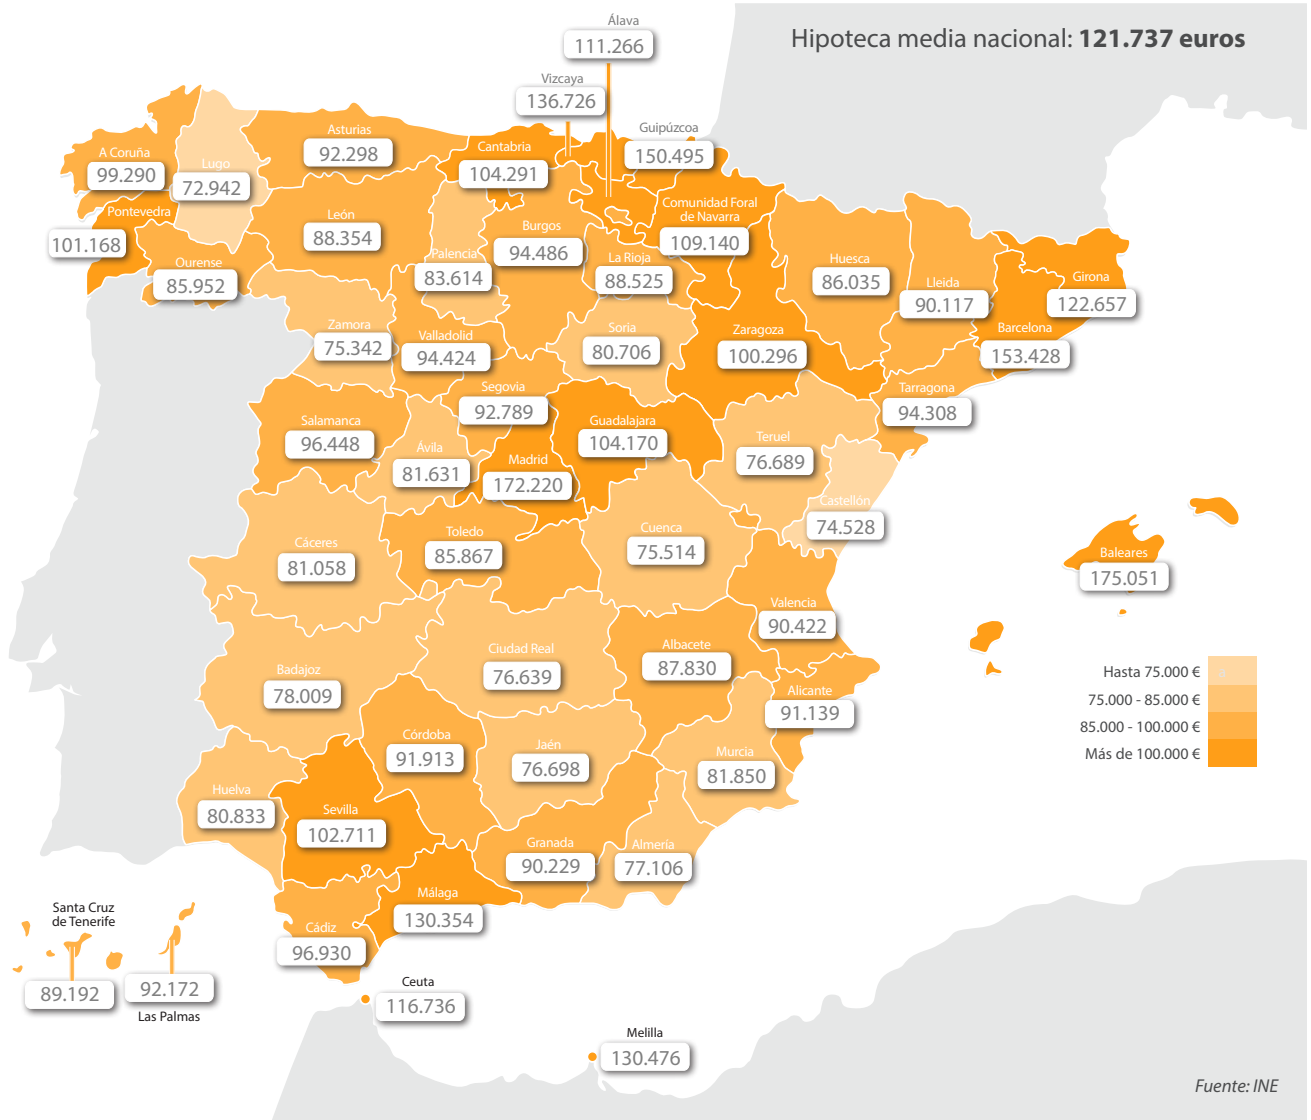 Hipoteca media nacional: 121.737 euros
Álava
111.266
Vizcaya
136.726
Guipúzcoa
150.495
Asturias
92.298
Cantabria
104.291
A Coruña
99.290
Lugo
72.942
Pontevedra
101.168
Ourense
85.952
León
88.354
Palencia
83.614
Burgos
94.486
La Rioja
88.525
Comunidad Foral
de Navarra
109.140
Huesca
86.035
Lleida
90.117
Girona
122.657
Barcelona
153.428
Zamora
75.342
Valladolid
94.424
Soria
80.706
Zaragoza
100.296
Tarragona
94.308
Segovia
92.789
Salamanca
96.448
Ávila
81.631
Madrid
172.220
Guadalajara
104.170
Teruel
76.689
Castellón
74.528
Cáceres
81.058
Toledo
85.867
Cuenca
75.514
Baleares
175.051
Valencia
90.422
Badajoz
78.009
Ciudad Real
76.639
Albacete
87.830
Alicante
91.139
Hasta 75.000 €
75.000 - 85.000 €
85.000 - 100.000 €
Más de 100.000 €
Córdoba
91.913
Jaén
76.698
Murcia
81.850
Huelva
80.833
Sevilla
102.711
Granada
90.229
Almería
77.106
Málaga
130.354
Cádiz
96.930
Santa Cruz
de Tenerife
89.192
92.172
Las Palmas
Ceuta
116.736
Melilla
130.476
Fuente: INE